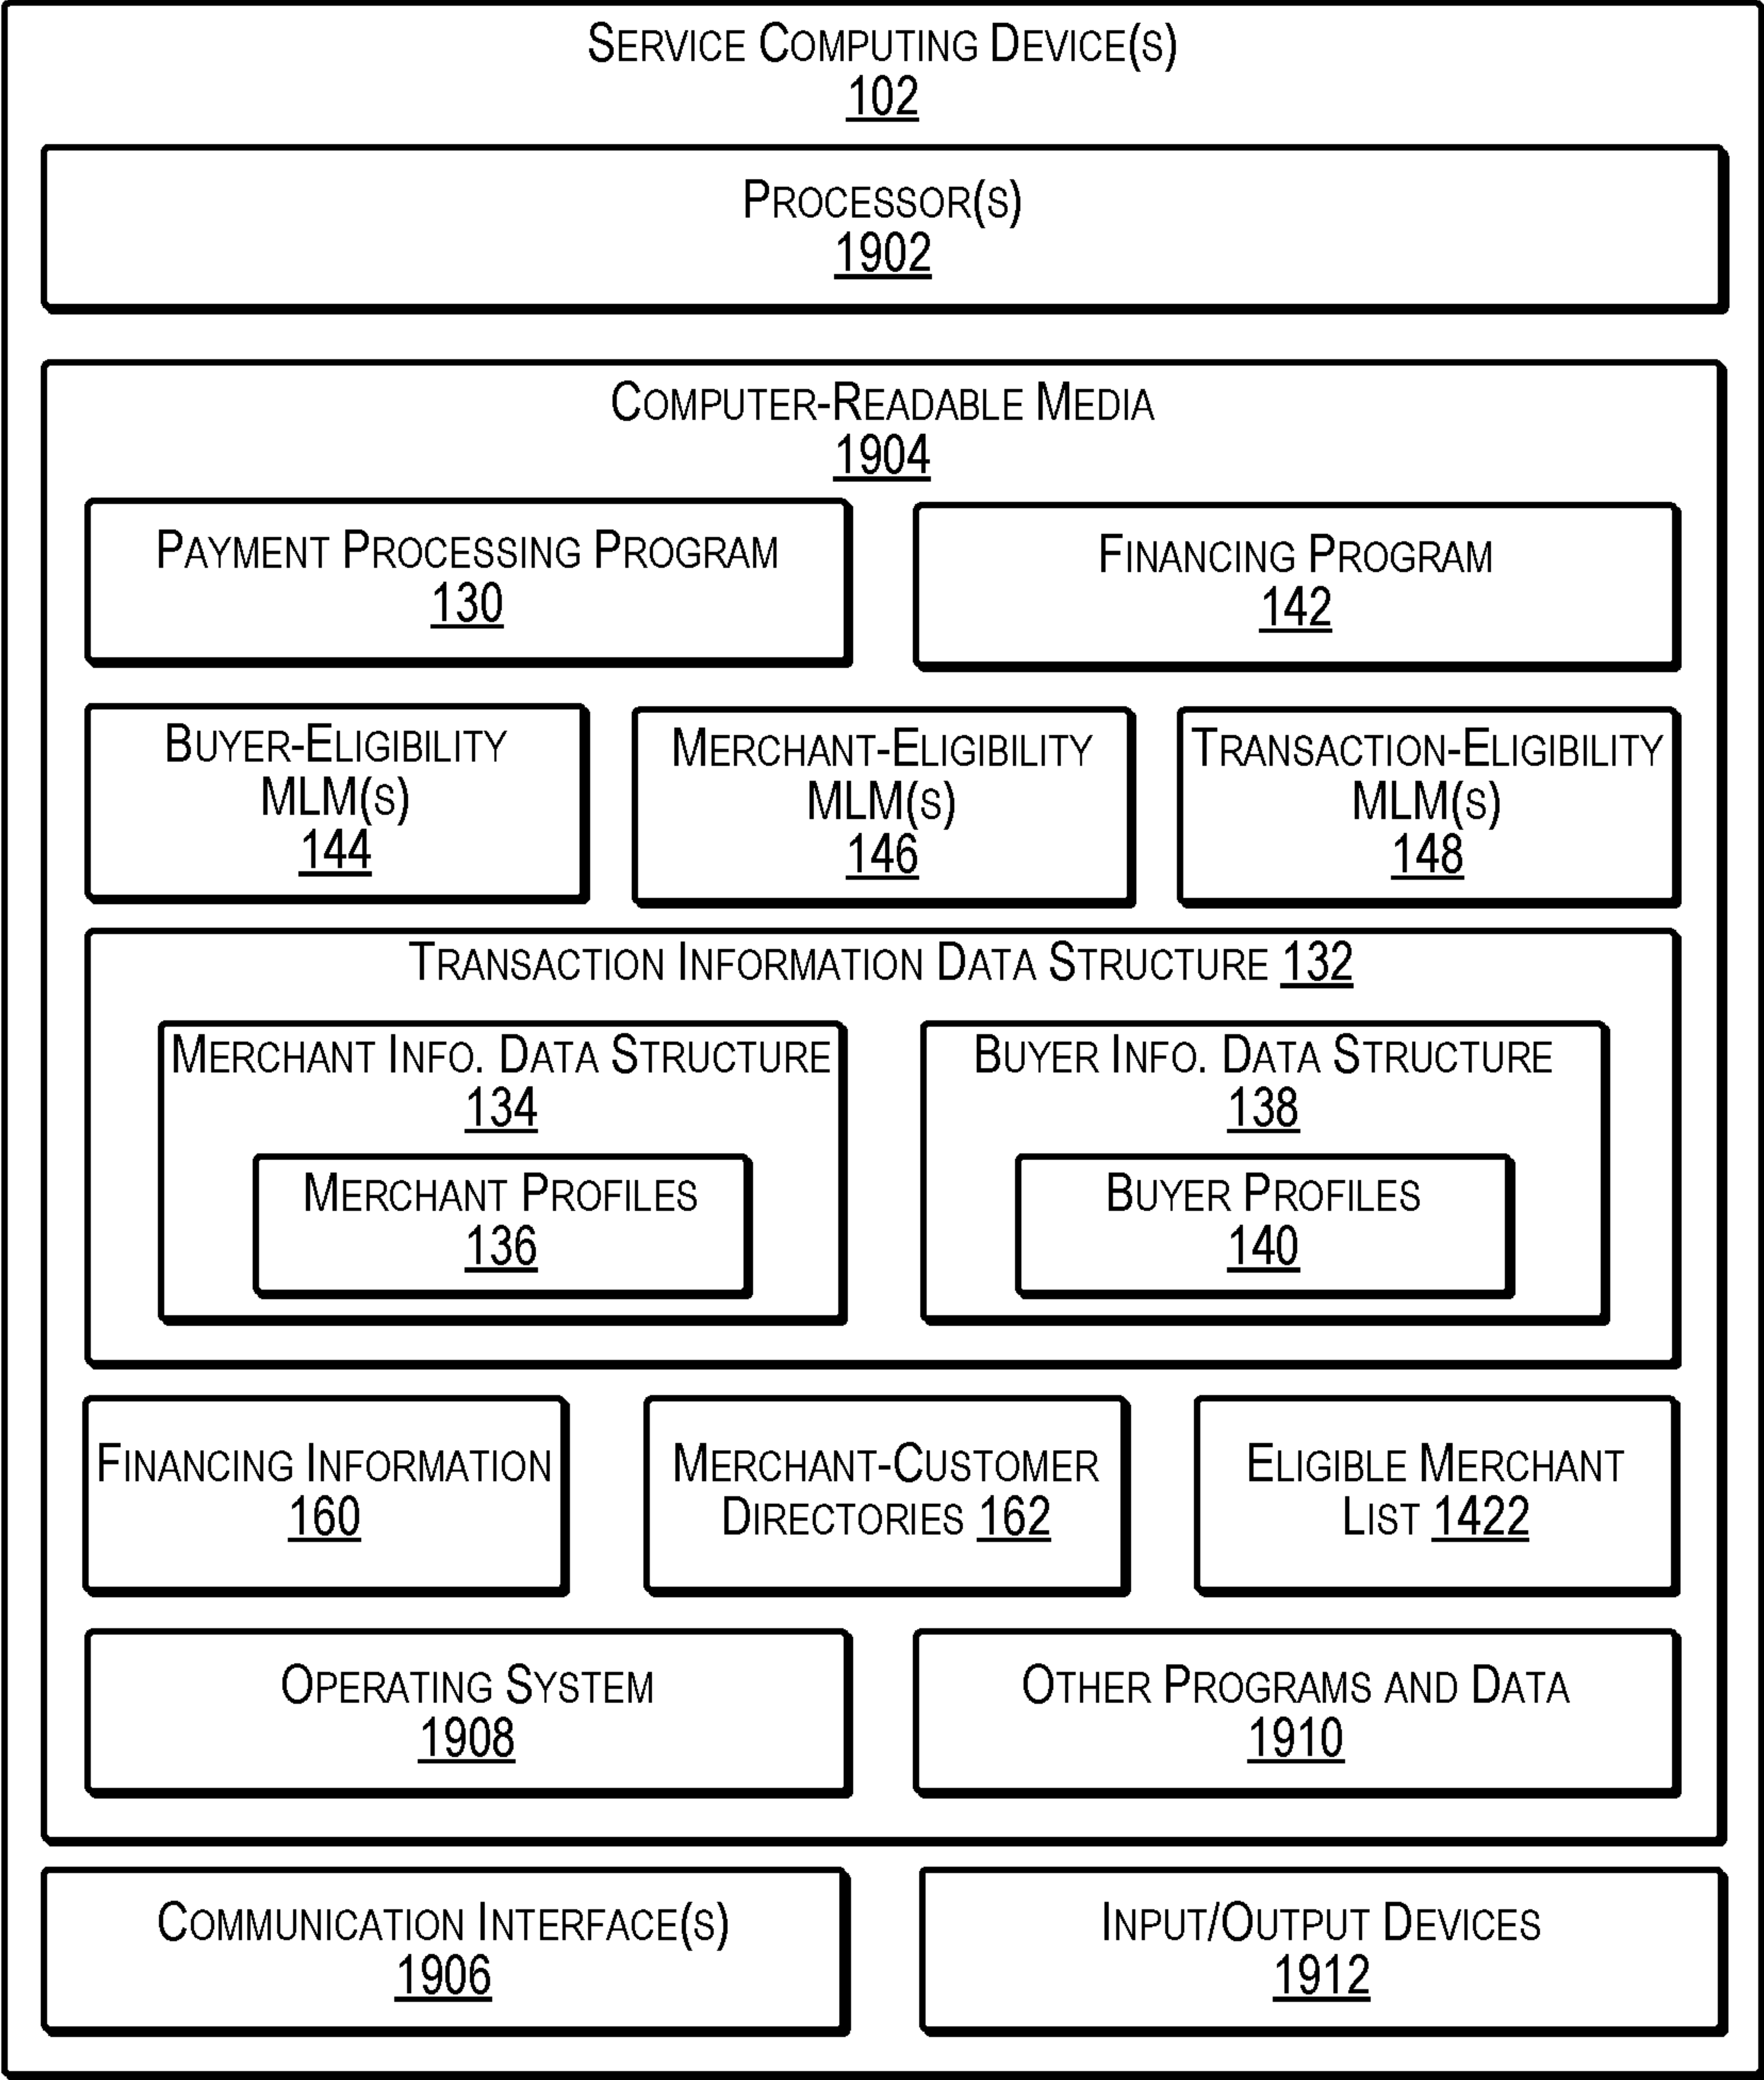 SERVICE COMPUTING DEVICE(S)
102
PROCESSOR(S)
1902
COMPUTER-READABLE MEDIA
1904
PAYMENT PROCESSING PROGRAM
130
FINANCING PROGRAM
142
BUYER-ELIGIBILITY
MLM(S)
144
MERCHANT-ELIGIBILITY
MLM(S)
146
TRANSACTION-ELIGIBILITY
MLM(S)
148
TRANSACTION INFORMATION DATA STRUCTURE 132
MERCHANT INFO. DATA STRUCTURE
134
MERCHANT PROFILES
136
BUYER INFO. DATA STRUCTURE
138
BUYER PROFILES
140
FINANCING INFORMATION
160
MERCHANT-CUSTOMER
DIRECTORIES 162
ELIGIBLE MERCHANT
LIST 1422
OPERATING SYSTEM
1908
OTHER PROGRAMS AND DATA
1910
COMMUNICATION INTERFACE(S)
1906
INPUT/OUTPUT DEVICES
1912